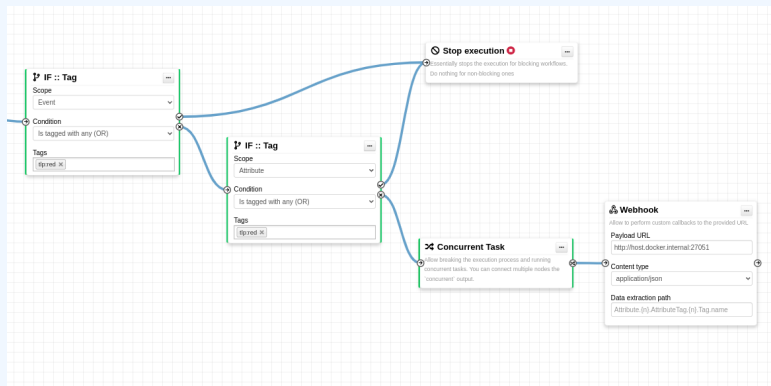 IF :: Tag
...
Scope
Event
Condition
Is tagged with any (OR)
Tags
tlp:red ×
IF :: Tag
...
Scope
Attribute
Condition
Is tagged with any (OR)
Tags
tlp:red ×
Stop execution
...
Essentially stops the execution for blocking workflows.
Do nothing for non-blocking ones
Concurrent Task
...
Allow breaking the execution process and running
concurrent tasks. You can connect multiple nodes the
`concurrent` output.
Webhook
...
Allow to perform custom callbacks to the provided URL
Payload URL
http://host.docker.internal:27051
Content type
application/json
Data extraction path
Attribute.{n}.AttributeTag.{n}.Tag.name